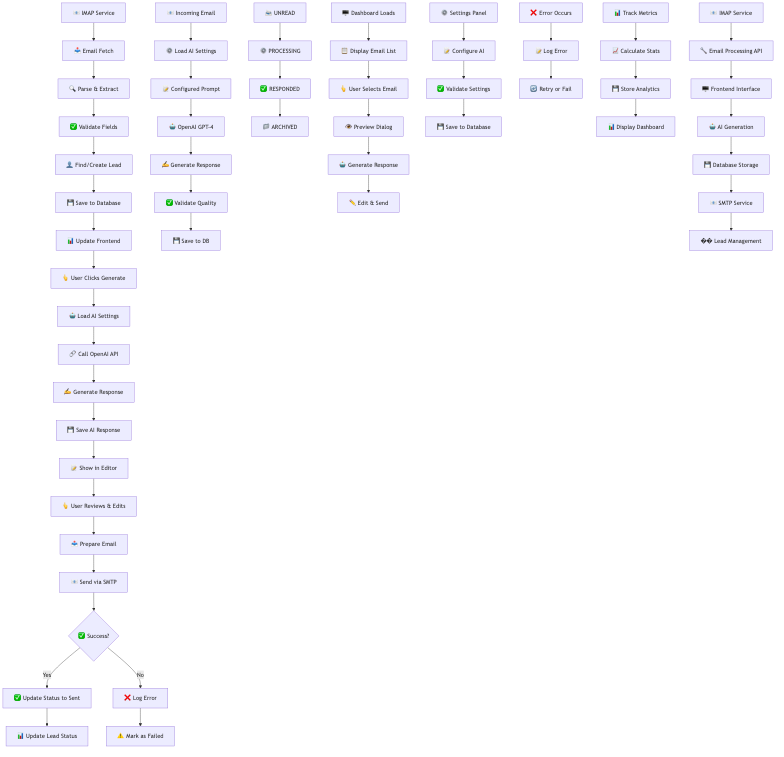 IMAP Service
Email Fetch
Parse & Extract
Validate Fields
Find/Create Lead
Save to Database
Update Frontend
User Clicks Generate
Load AI Settings
Call OpenAI API
Generate Response
Save AI Response
Show in Editor
User Reviews & Edits
Prepare Email
Send via SMTP
Success?
Yes
No
Update Status to Sent
Log Error
Update Lead Status
Mark as Failed
Incoming Email
Load AI Settings
Configured Prompt
OpenAI GPT-4
Generate Response
Validate Quality
Save to DB
UNREAD
PROCESSING
RESPONDED
ARCHIVED
Dashboard Loads
Display Email List
User Selects Email
Preview Dialog
Generate Response
Edit & Send
Settings Panel
Configure AI
Validate Settings
Save to Database
Error Occurs
Log Error
Retry or Fail
Track Metrics
Calculate Stats
Store Analytics
Display Dashboard
IMAP Service
Email Processing API
Frontend Interface
AI Generation
Database Storage
SMTP Service
�� Lead Management